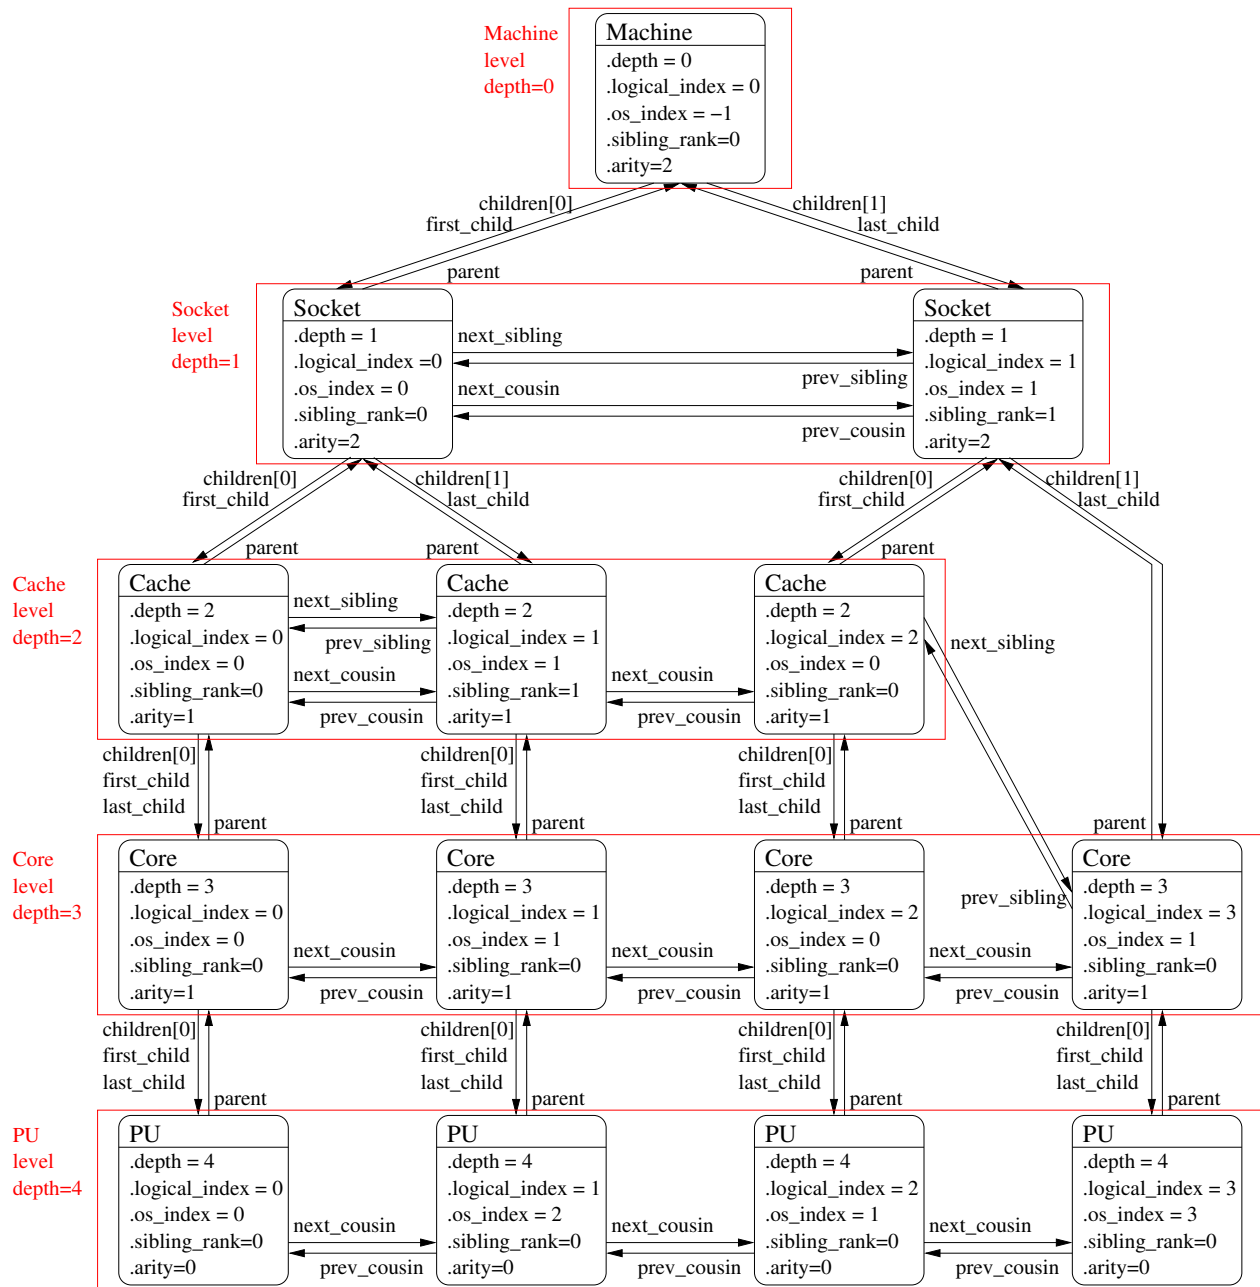 Machine
level
depth=0
Machine
.depth = 0
.logical_index = 0
.os_index = −1
.sibling_rank=0
.arity=2
children[0]
first_child
children[1]
last_child
parent
parent
Socket
level
depth=1
Socket
.depth = 1
.logical_index =0
.os_index = 0
.sibling_rank=0
.arity=2
next_sibling
prev_sibling
next_cousin
prev_cousin
Socket
.depth = 1
.logical_index = 1
.os_index = 1
.sibling_rank=1
.arity=2
children[0]
first_child
children[1]
last_child
children[0]
first_child
children[1]
last_child
parent
parent
parent
Cache
level
depth=2
Cache
.depth = 2
.logical_index = 0
.os_index = 0
.sibling_rank=0
.arity=1
next_sibling
prev_sibling
next_cousin
prev_cousin
Cache
.depth = 2
.logical_index = 1
.os_index = 1
.sibling_rank=1
.arity=1
next_cousin
prev_cousin
Cache
.depth = 2
.logical_index = 2
.os_index = 0
.sibling_rank=0
.arity=1
next_sibling
children[0]
first_child
last_child
children[0]
first_child
last_child
children[0]
first_child
last_child
parent
parent
parent
parent
Core
level
depth=3
Core
.depth = 3
.logical_index = 0
.os_index = 0
.sibling_rank=0
.arity=1
next_cousin
prev_cousin
Core
.depth = 3
.logical_index = 1
.os_index = 1
.sibling_rank=0
.arity=1
next_cousin
prev_cousin
Core
.depth = 3
.logical_index = 2
.os_index = 0
.sibling_rank=0
.arity=1
prev_sibling
next_cousin
prev_cousin
Core
.depth = 3
.logical_index = 3
.os_index = 1
.sibling_rank=0
.arity=1
children[0]
first_child
last_child
children[0]
first_child
last_child
children[0]
first_child
last_child
children[0]
first_child
last_child
parent
parent
parent
parent
PU
level
depth=4
PU
.depth = 4
.logical_index = 0
.os_index = 0
.sibling_rank=0
.arity=0
next_cousin
prev_cousin
PU
.depth = 4
.logical_index = 1
.os_index = 2
.sibling_rank=0
.arity=0
next_cousin
prev_cousin
PU
.depth = 4
.logical_index = 2
.os_index = 1
.sibling_rank=0
.arity=0
next_cousin
prev_cousin
PU
.depth = 4
.logical_index = 3
.os_index = 3
.sibling_rank=0
.arity=0